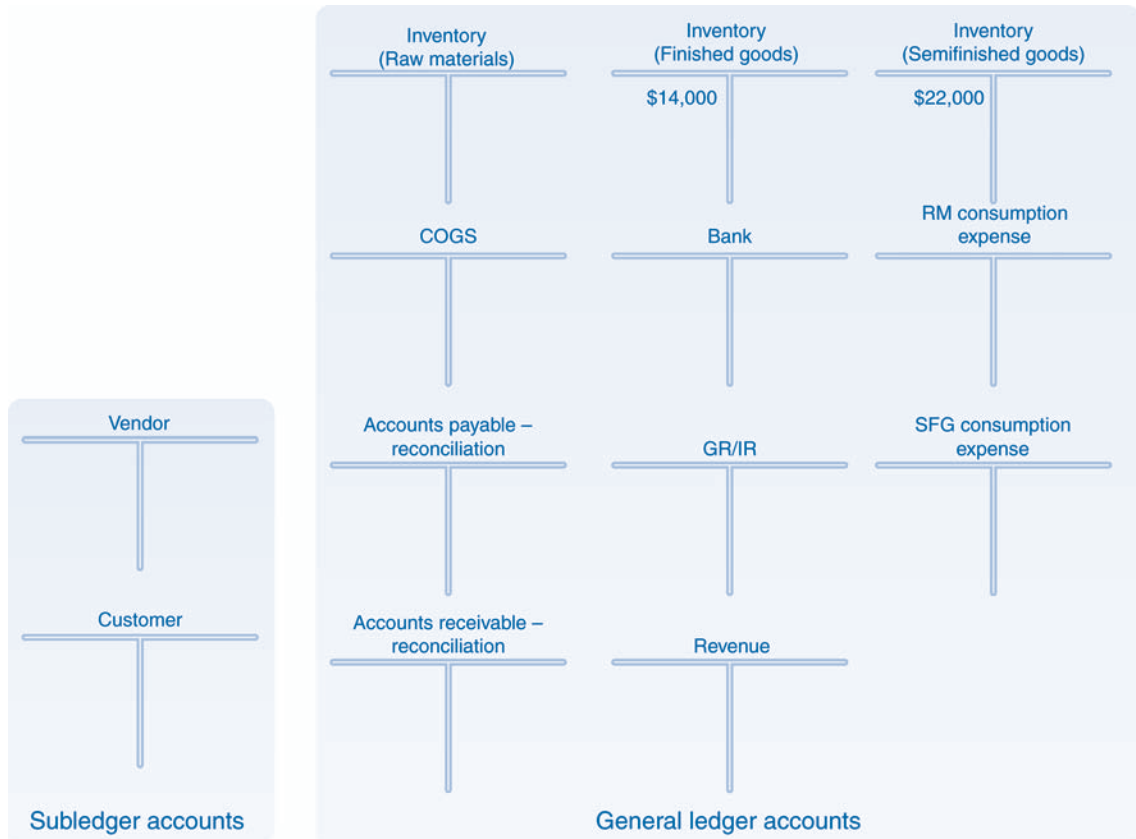 Inventory
(Raw materials)
Inventory
(Finished goods)
Inventory
(Semifinished goods)
$14,000
$22,000
COGS
Bank
RM consumption
expense
Vendor
Accounts payable –
reconciliation
GR/IR
SFG consumption
expense
Customer
Accounts receivable –
reconciliation
Revenue
Subledger accounts
General ledger accounts